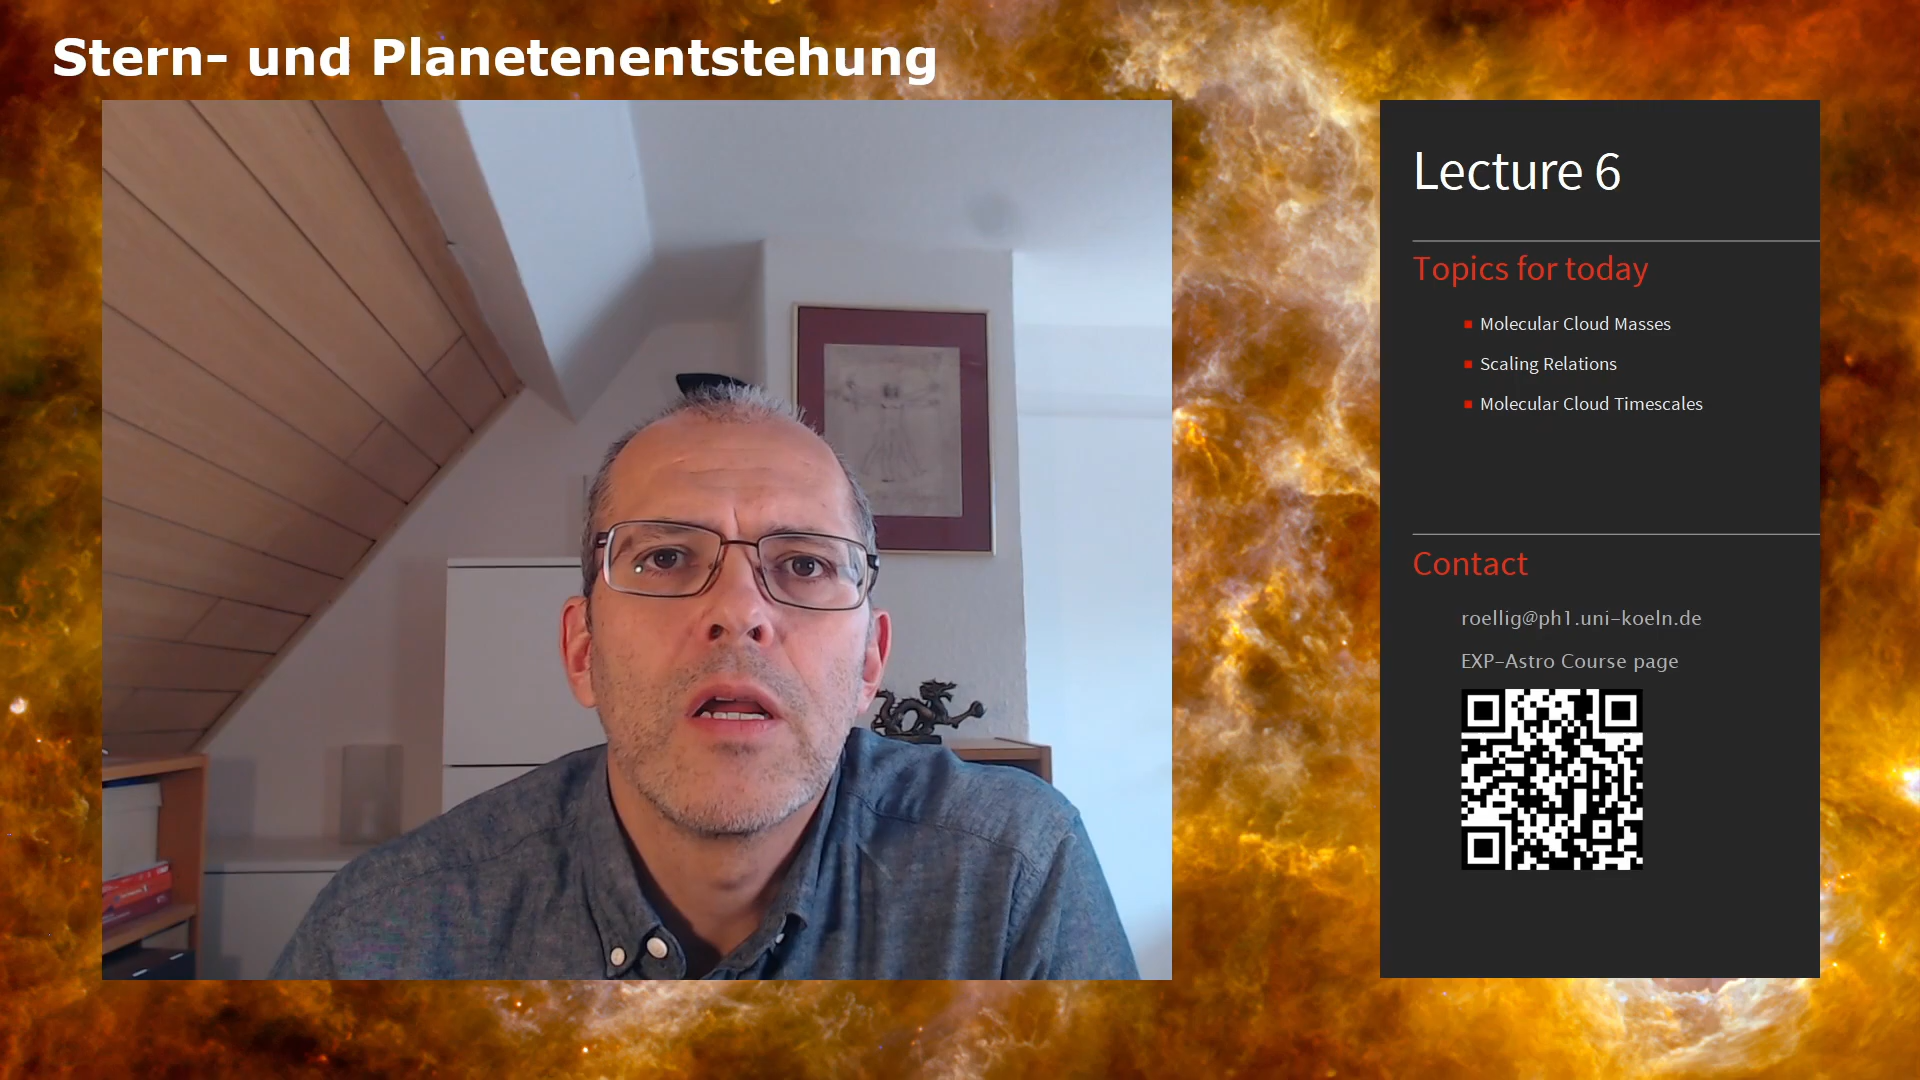 Stern- und Planetenentstehung
Lecture 6
Topics for today
Molecular Cloud Masses
Scaling Relations
Molecular Cloud Timescales
Contact
roellig@ph1.uni-koeln.de
EXP-Astro Course page